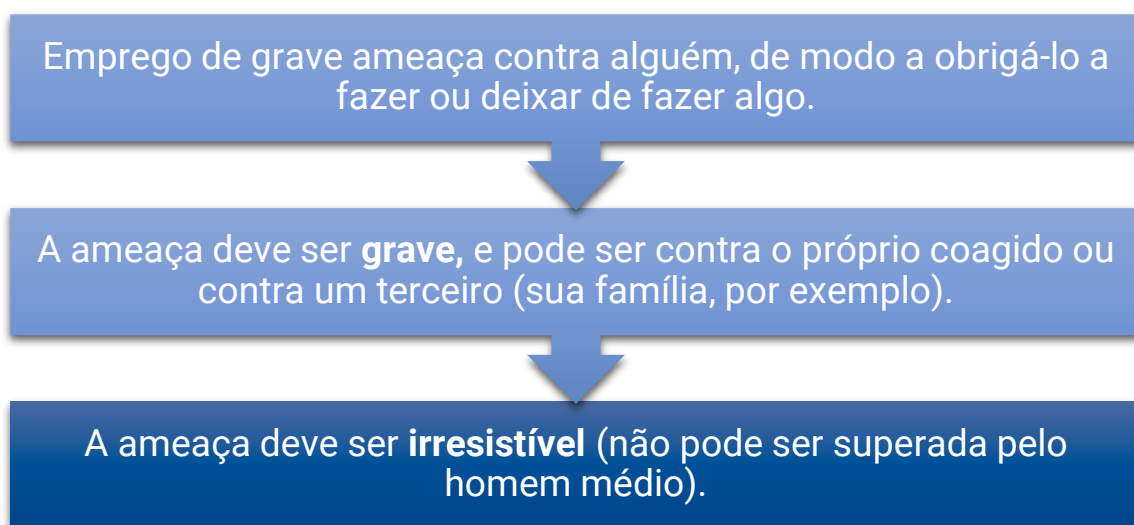 Emprego de grave ameaça contra alguém, de modo a obrigá-lo a
fazer ou deixar de fazer algo.
A ameaça deve ser grave, e pode ser contra o próprio coagido ou
contra um terceiro (sua família, por exemplo).
A ameaça deve ser irresistível (não pode ser superada pelo
homem médio).